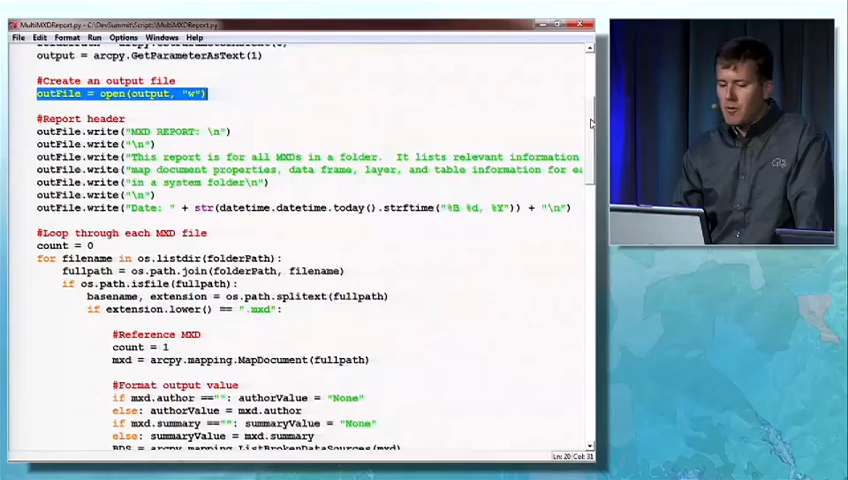 MultiMXDReport.py - C:\DevSummit\Scripts\MultiMXDReport.py
File Edit Format Run Options Windows Help
output = arcpy.GetParameterAsText(1)
#Create an output file
outFile = open(output, "w")
#Report header
outFile.write("MXD REPORT: \n")
outFile.write("\n")
outFile.write("This report is for all MXDs in a folder.  It lists relevant information
outFile.write("map document properties, data frame, layer, and table information for ea
outFile.write("in a system folder\n")
outFile.write("\n")
outFile.write("Date: " + str(datetime.datetime.today().strftime("%B %d, %Y")) + "\n")
#Loop through each MXD file
count = 0
for filename in os.listdir(folderPath):
fullpath = os.path.join(folderPath, filename)
if os.path.isfile(fullpath):
basename, extension = os.path.splitext(fullpath)
if extension.lower() == ".mxd":
#Reference MXD
count = 1
mxd = arcpy.mapping.MapDocument(fullpath)
#Format output value
if mxd.author =="": authorValue = "None"
else: authorValue = mxd.author
if mxd.summary =="": summaryValue = "None"
else: summaryValue = mxd.summary
BDS = arcpy.mapping.ListBrokenDataSources(mxd)
Ln: 20 Col: 31